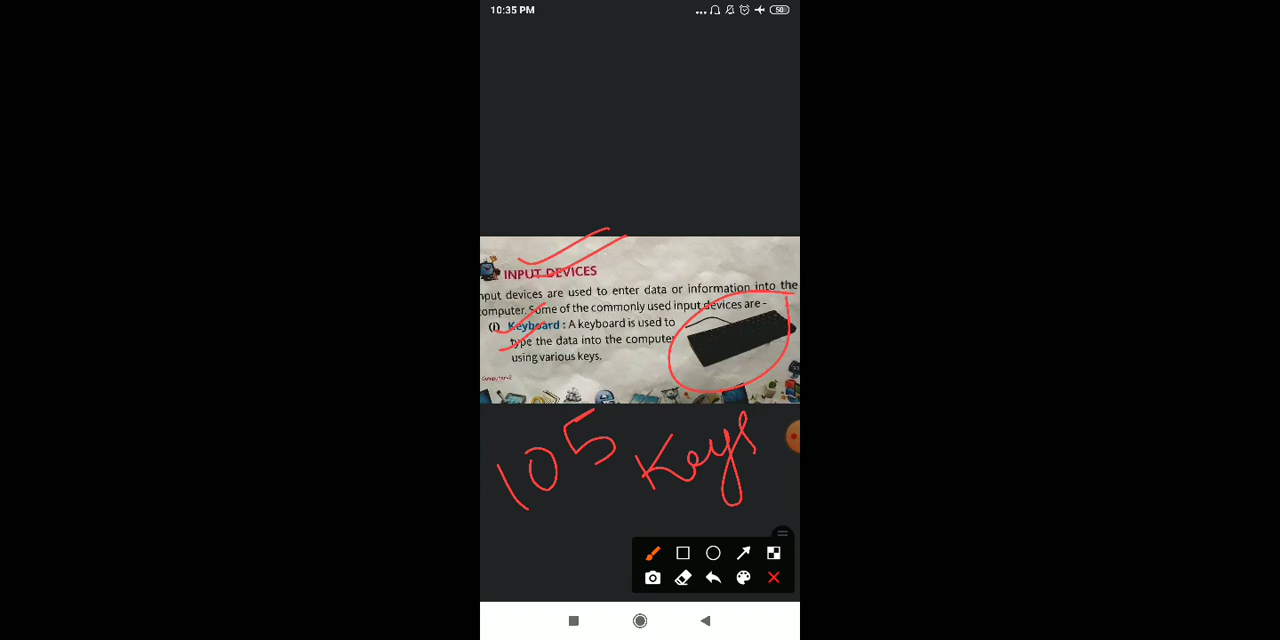 10:35 PM
50
INPUT DEVICES
nput devices are used to enter data or information into the
omputer. Some of the commonly used input devices are -
(i) Keyboard : A keyboard is used to
type the data into the computer
using various keys.
105 Keys